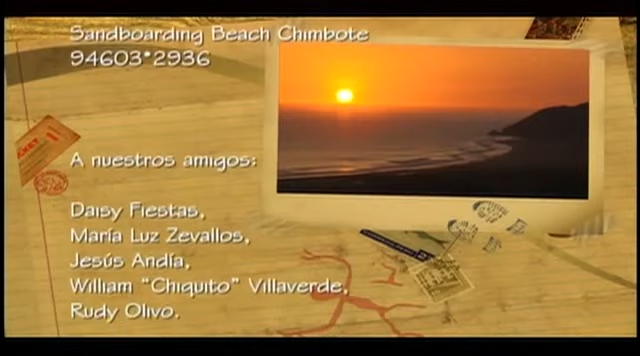 Sandboarding Beach Chimbote
94603*2936
A nuestros amigos:
Daisy Fiestas,
María Luz Zevallos,
Jesús Andía,
William "Chiquito" Villaverde,
Rudy Olivo.